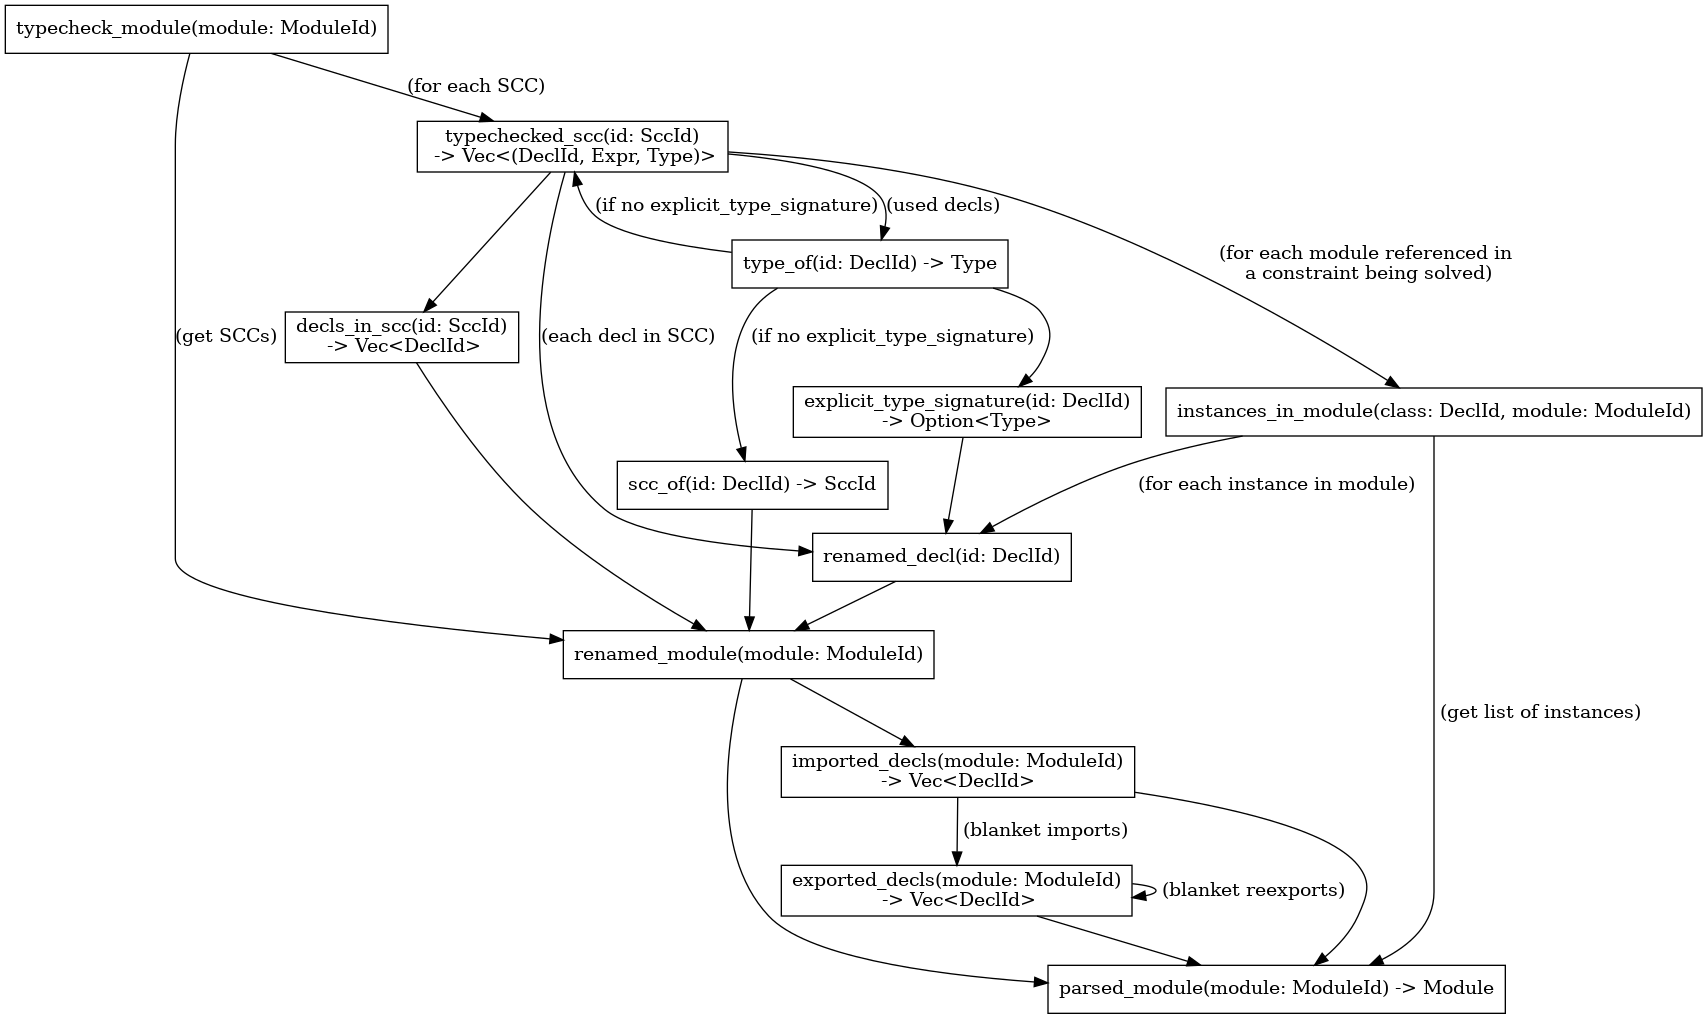 typecheck_module(module: ModuleId)
(for each SCC)
typechecked_scc(id: SccId)
-> Vec<(DeclId, Expr, Type)>
(if no explicit_type_signature)
(used decls)
(for each module referenced in
a constraint being solved)
type_of(id: DeclId) -> Type
(get SCCs)
decls_in_scc(id: SccId)
-> Vec<DeclId>
(each decl in SCC)
(if no explicit_type_signature)
explicit_type_signature(id: DeclId)
-> Option<Type>
instances_in_module(class: DeclId, module: ModuleId)
scc_of(id: DeclId) -> SccId
(for each instance in module)
renamed_decl(id: DeclId)
renamed_module(module: ModuleId)
(get list of instances)
imported_decls(module: ModuleId)
-> Vec<DeclId>
(blanket imports)
exported_decls(module: ModuleId)
-> Vec<DeclId>
(blanket reexports)
parsed_module(module: ModuleId) -> Module